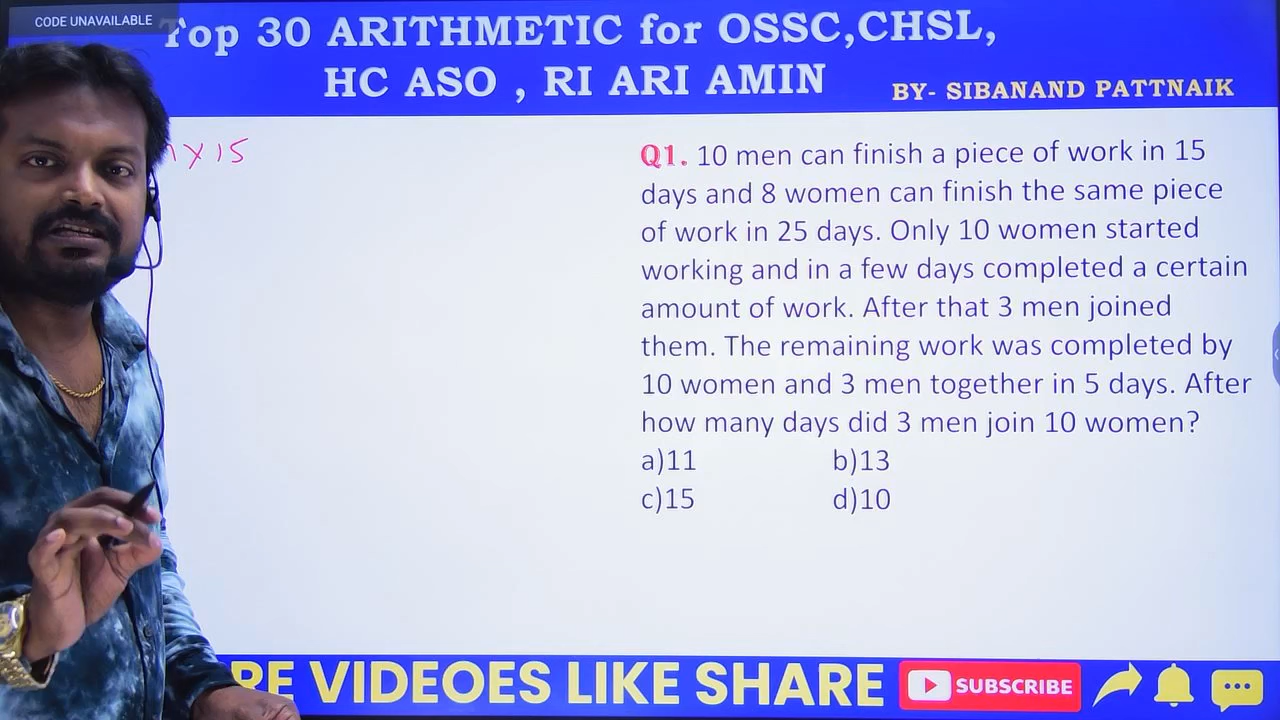 CODE UNAVAILABLE
Top 30 ARITHMETIC for OSSC,CHSL,
HC ASO , RI ARI AMIN
BY- SIBANAND PATTNAIK
x 15
Q1. 10 men can finish a piece of work in 15
days and 8 women can finish the same piece
of work in 25 days. Only 10 women started
working and in a few days completed a certain
amount of work. After that 3 men joined
them. The remaining work was completed by
10 women and 3 men together in 5 days. After
how many days did 3 men join 10 women?
a)11 b)13
c)15 d)10
VIDEOES LIKE SHARE
SUBSCRIBE